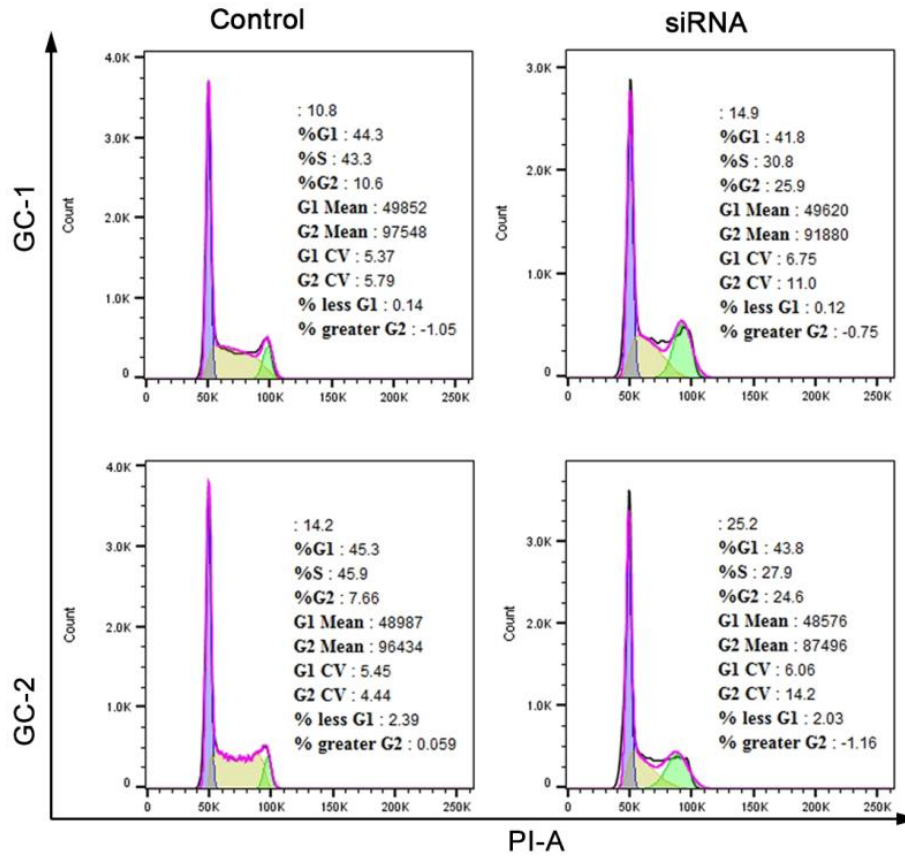 Control
siRNA
GC-1
4.0K
3.0K
2.0K
1.0K
0
Count
: 10.8
%G1 : 44.3
%S : 43.3
%G2 : 10.6
G1 Mean : 49852
G2 Mean : 97548
G1 CV : 5.37
G2 CV : 5.79
% less G1 : 0.14
% greater G2 : -1.05
0 50K 100K 150K 200K 250K
3.0K
2.0K
1.0K
0
Count
: 14.9
%G1 : 41.8
%S : 30.8
%G2 : 25.9
G1 Mean : 49620
G2 Mean : 91880
G1 CV : 6.75
G2 CV : 11.0
% less G1 : 0.12
% greater G2 : -0.75
0 50K 100K 150K 200K 250K
GC-2
4.0K
3.0K
2.0K
1.0K
0
Count
: 14.2
%G1 : 45.3
%S : 45.9
%G2 : 7.66
G1 Mean : 48987
G2 Mean : 96434
G1 CV : 5.45
G2 CV : 4.44
% less G1 : 2.39
% greater G2 : 0.059
0 50K 100K 150K 200K 250K
3.0K
2.0K
1.0K
0
Count
: 25.2
%G1 : 43.8
%S : 27.9
%G2 : 24.6
G1 Mean : 48576
G2 Mean : 87496
G1 CV : 6.06
G2 CV : 14.2
% less G1 : 2.03
% greater G2 : -1.16
0 50K 100K 150K 200K 250K
PI-A